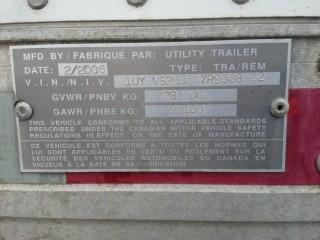 MFD BY / FABRIQUÉ PAR: UTILITY TRAILER
DATE: 2/2006 TYPE: TRA/REM
V.I.N./N.I.V. 1UY
GVWR/PNBV KG:
GAWR/PNBE KG:
THIS VEHICLE CONFORMS TO ALL APPLICABLE STANDARDS
PRESCRIBED UNDER THE CANADIAN MOTOR VEHICLE SAFETY
REGULATIONS IN EFFECT ON THE DATE OF MANUFACTURE
CE VÉHICULE EST CONFORME À TOUTES LES NORMES QUI
LUI SONT APPLICABLES EN VERTU DU RÈGLEMENT SUR LA
SÉCURITÉ DES VÉHICULES AUTOMOBILES DU CANADA EN
VIGUEUR À LA DATE DE SA FABRICATION